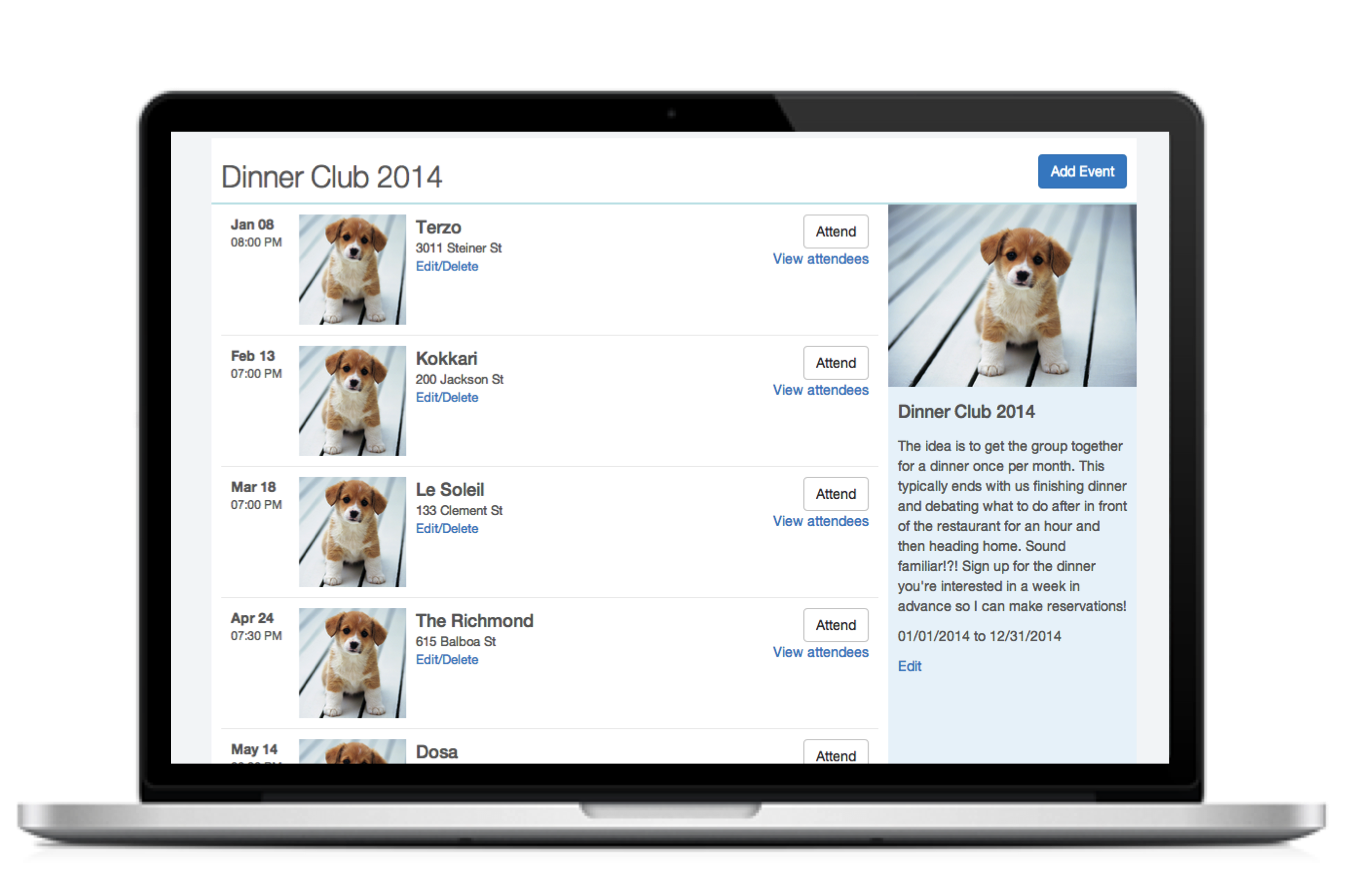 Dinner Club 2014
Add Event
Jan 08
08:00 PM
Terzo
3011 Steiner St
Edit/Delete
Attend
View attendees
Feb 13
07:00 PM
Kokkari
200 Jackson St
Edit/Delete
Attend
View attendees
Mar 18
07:00 PM
Le Soleil
133 Clement St
Edit/Delete
Attend
View attendees
Apr 24
07:30 PM
The Richmond
615 Balboa St
Edit/Delete
Attend
View attendees
May 14
Dosa
Attend
Dinner Club 2014
The idea is to get the group together
for a dinner once per month. This
typically ends with us finishing dinner
and debating what to do after in front
of the restaurant for an hour and
then heading home. Sound
familiar!?! Sign up for the dinner
you're interested in a week in
advance so I can make reservations!
01/01/2014 to 12/31/2014
Edit